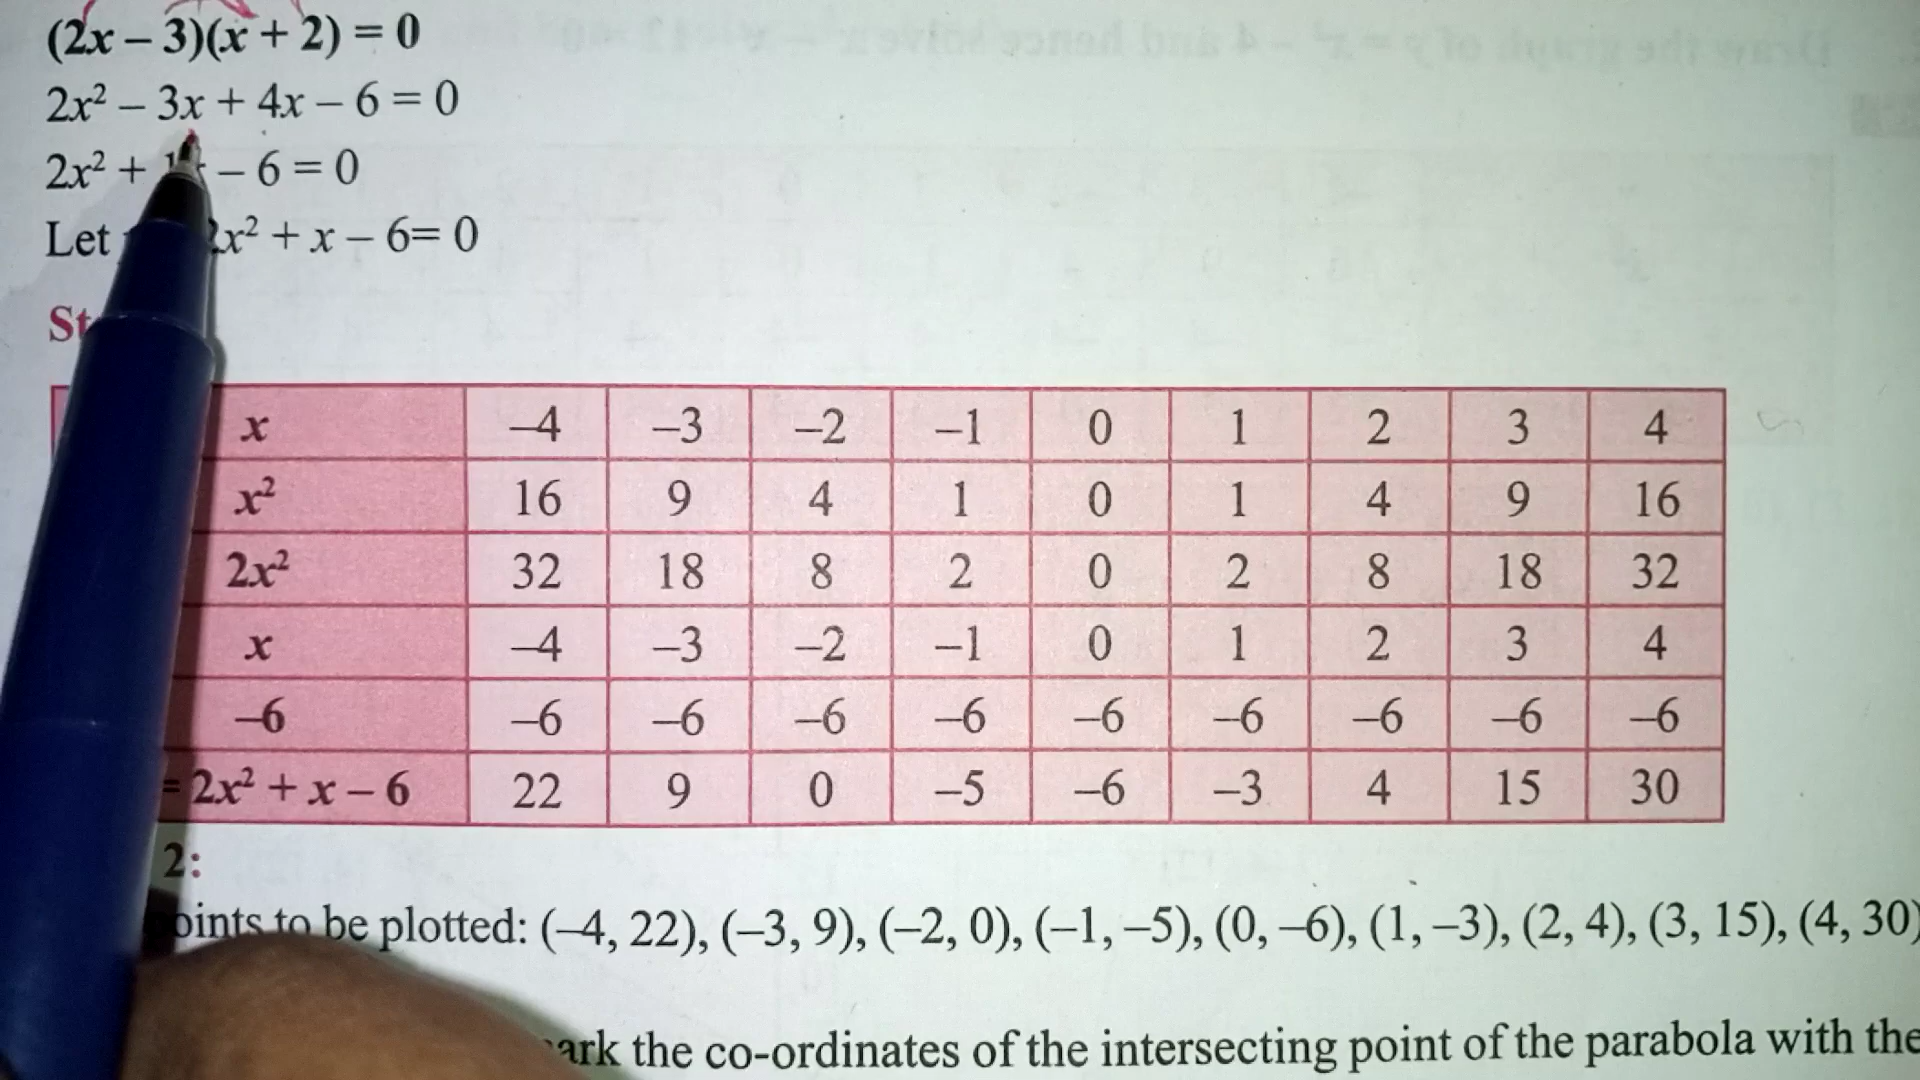 (2x – 3)(x + 2) = 0
2x² – 3x + 4x – 6 = 0
2x² + – 6 = 0
Let 2x² + x – 6= 0
x –4 –3 –2 –1 0 1 2 3 4
x² 16 9 4 1 0 1 4 9 16
2x² 32 18 8 2 0 2 8 18 32
x –4 –3 –2 –1 0 1 2 3 4
–6 –6 –6 –6 –6 –6 –6 –6 –6 –6
= 2x² + x – 6 22 9 0 –5 –6 –3 4 15 30
2:
to be plotted: (–4, 22), (–3, 9), (–2, 0), (–1, –5), (0, –6), (1, –3), (2, 4), (3, 15), (4, 30)
the co-ordinates of the intersecting point of the parabola with the